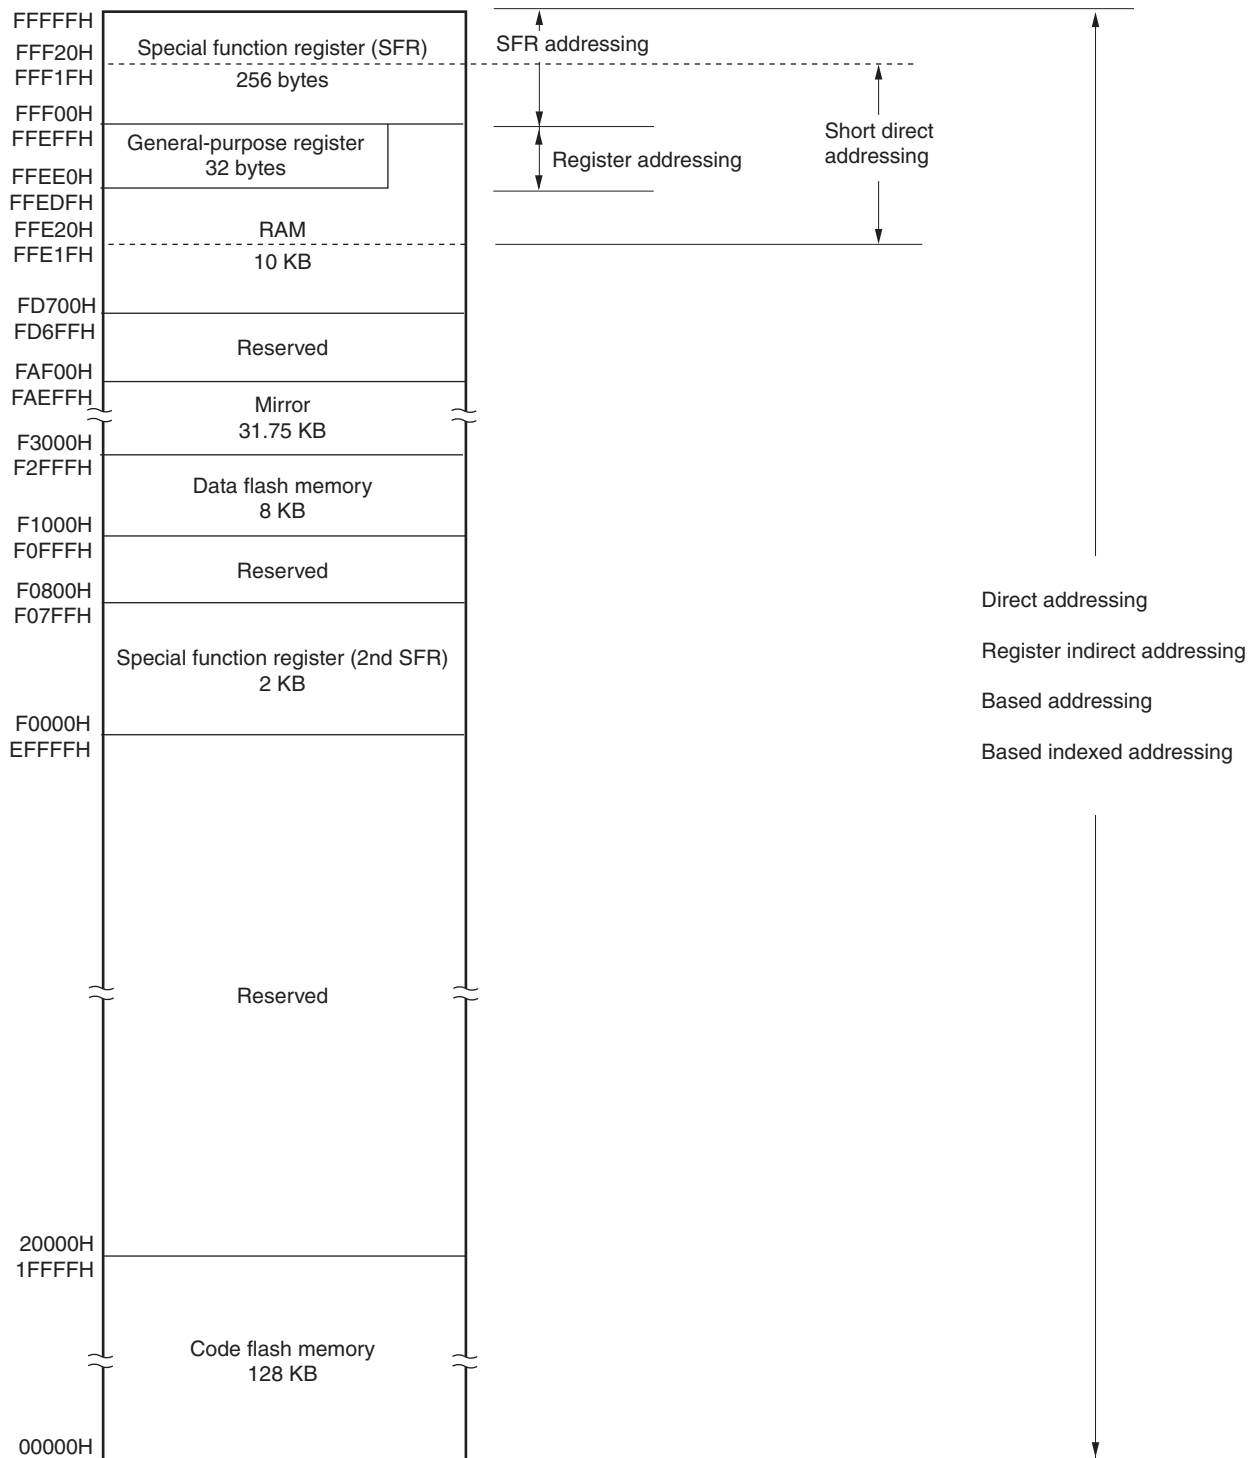 FFFFFH
FFF20H
FFF1FH
FFF00H
FFEFFH
FFEE0H
FFEDFH
FFE20H
FFE1FH
FD700H
FD6FFH
FAF00H
FAEFFH
F3000H
F2FFFH
F1000H
F0FFFH
F0800H
F07FFH
F0000H
EFFFFH
20000H
1FFFFH
00000H
Special function register (SFR)
256 bytes
General-purpose register
32 bytes
RAM
10 KB
Reserved
Mirror
31.75 KB
Data flash memory
8 KB
Reserved
Special function register (2nd SFR)
2 KB
Reserved
Code flash memory
128 KB
SFR addressing
Register addressing
Short direct
addressing
Direct addressing
Register indirect addressing
Based addressing
Based indexed addressing